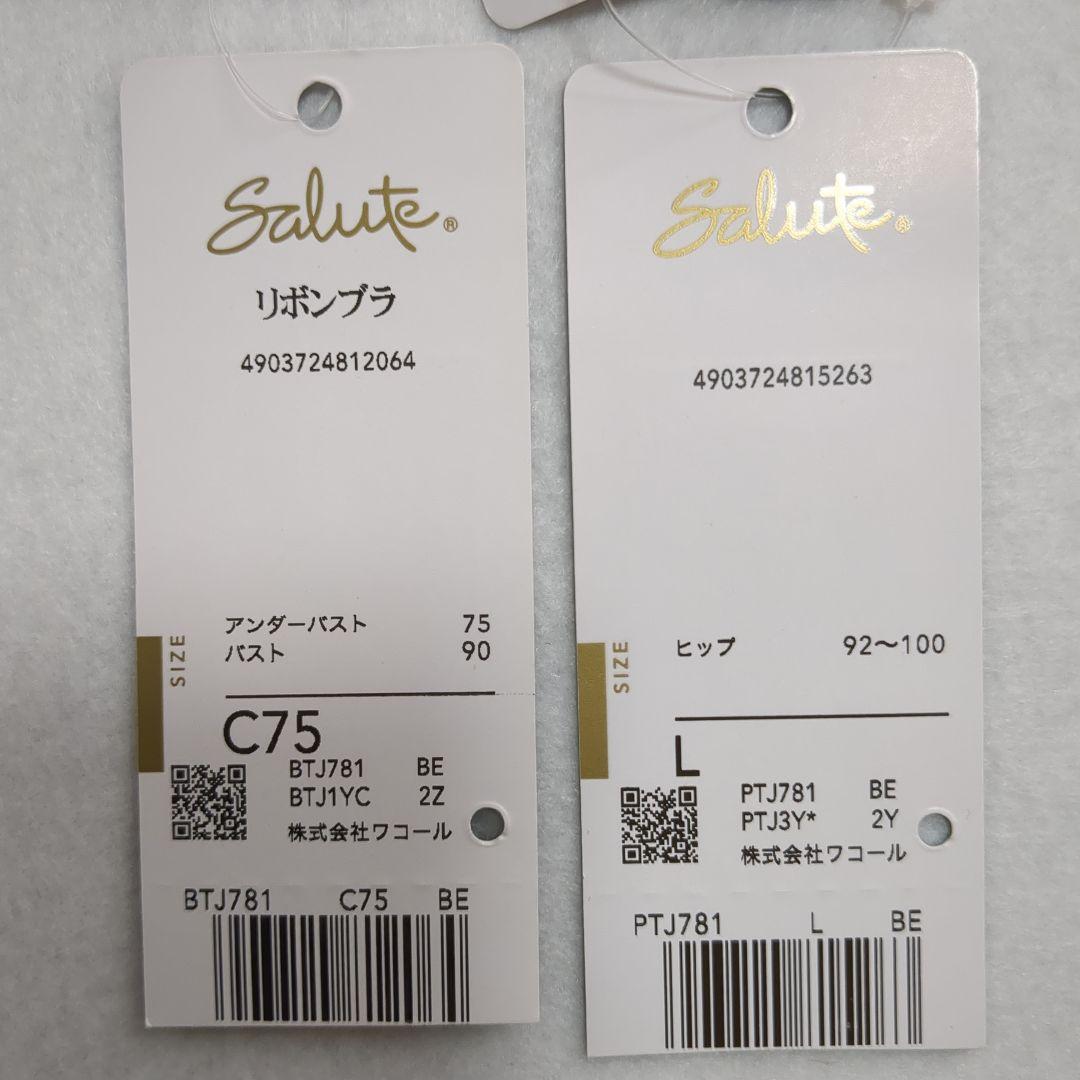 Salute®
リボンブラ
4903724812064
アンダーバスト 75
バスト 90
SIZE
C75
BTJ781 BE
BTJ1YC 2Z
株式会社ワコール
BTJ781 C75 BE
Salute®
4903724815263
ヒップ 92〜100
SIZE
L
PTJ781 BE
PTJ3Y* 2Y
株式会社ワコール
PTJ781 L BE